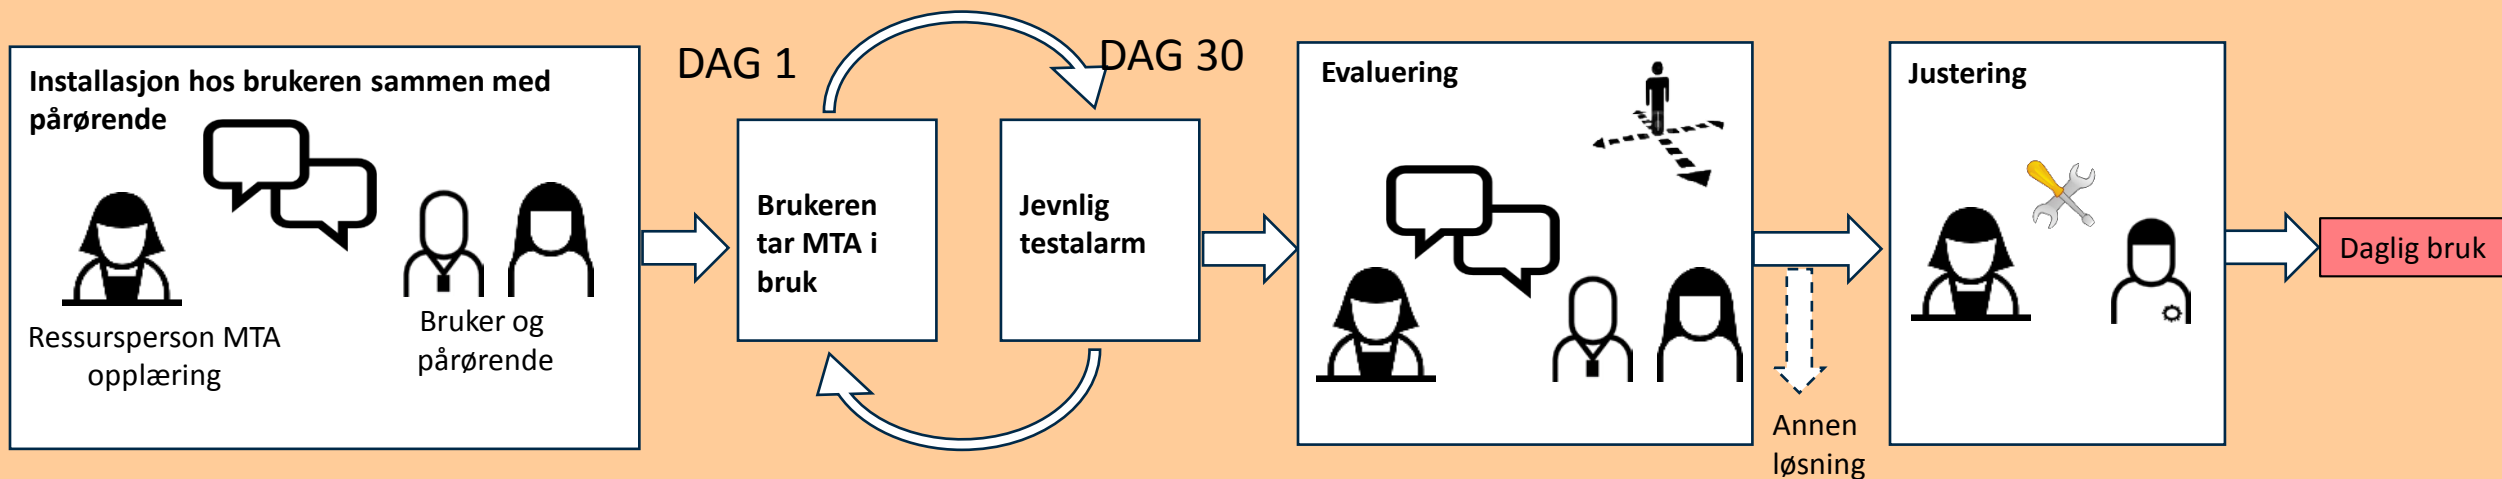 Installasjon hos brukeren sammen med
pårørende
Ressursperson MTA
opplæring
Bruker og
pårørende
DAG 1
DAG 30
Brukeren
tar MTA i
bruk
Jevnlig
testalarm
Evaluering
Annen
løsning
Justering
Daglig bruk